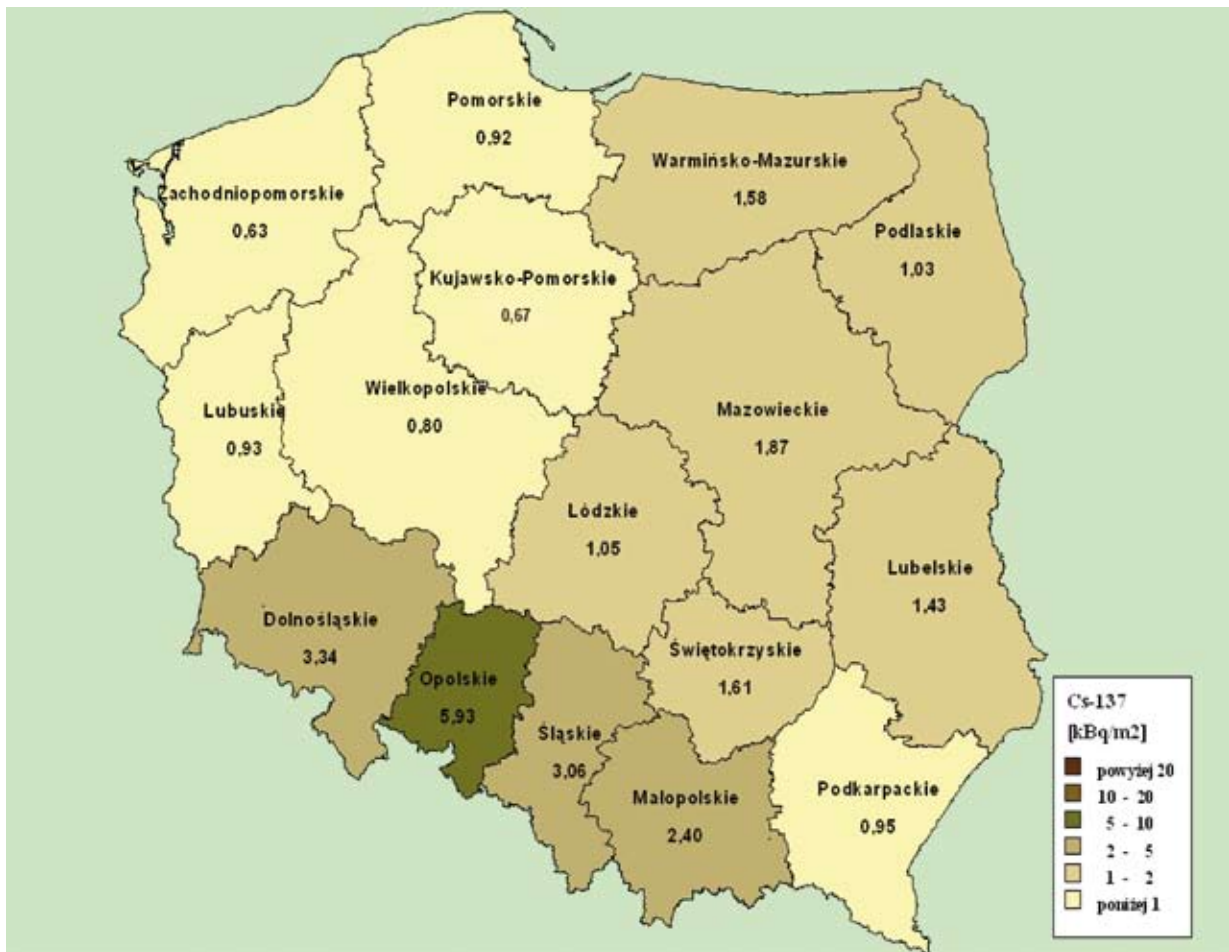 Pomorskie
0,92
Warmińsko-Mazurskie
1,58
Zachodniopomorskie
0,63
Podlaskie
1,03
Kujawsko-Pomorskie
0,67
Wielkopolskie
0,80
Lubuskie
0,93
Mazowieckie
1,87
Łódzkie
1,05
Lubelskie
1,43
Dolnośląskie
3,34
Opolskie
5,93
Śląskie
3,06
Świętokrzyskie
1,61
Małopolskie
2,40
Podkarpackie
0,95
Cs-137
[kBq/m2]
powyżej 20
10 - 20
5 - 10
2 - 5
1 - 2
poniżej 1